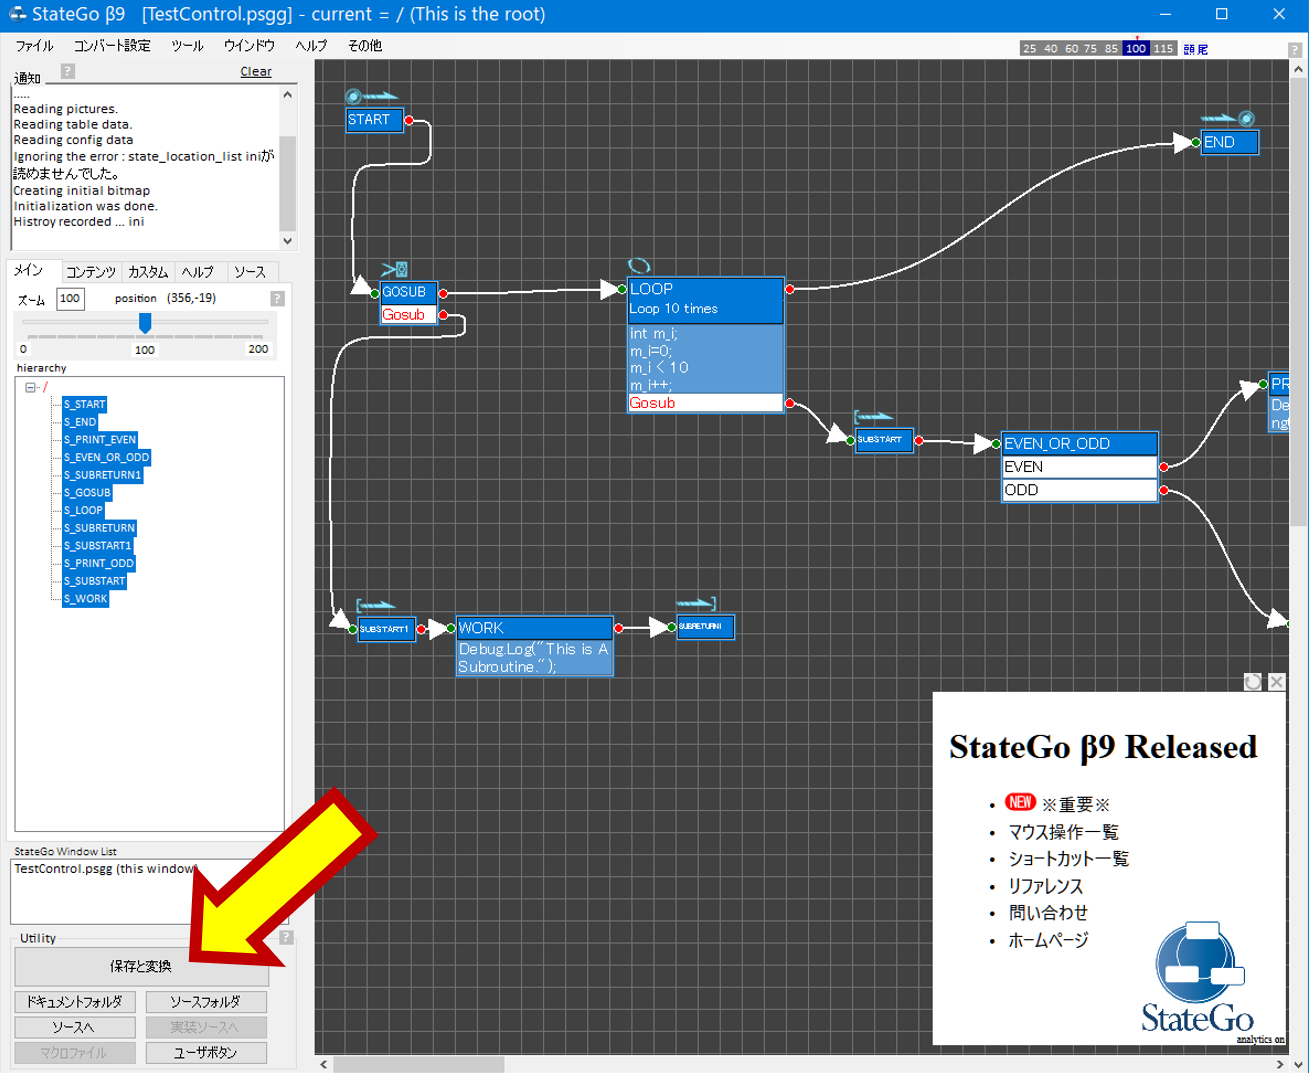 StateGo β9 [TestControl.psgg] - current = / (This is the root)
ファイル コンバート設定 ツール ウインドウ ヘルプ その他
25 40 60 75 85 100 115 頭尾
?
通知 ? Clear
.....
Reading pictures.
Reading table data.
Reading config data
Ignoring the error : state_location_list iniが
読めませんでした。
Creating initial bitmap
Initialization was done.
Histroy recorded ... ini
メイン コンテンツ カスタム ヘルプ ソース
ズーム 100 position (356,-19) ?
0 100 200
hierarchy
/
S_START
S_END
S_PRINT_EVEN
S_EVEN_OR_ODD
S_SUBRETURN1
S_GOSUB
S_LOOP
S_SUBRETURN
S_SUBSTART1
S_PRINT_ODD
S_SUBSTART
S_WORK
StateGo Window List
TestControl.psgg (this window)
Utility ?
保存と変換
ドキュメントフォルダ ソースフォルダ
ソースへ 実装ソースへ
マクロファイル ユーザボタン
START
END
GOSUB
Gosub
LOOP
Loop 10 times
int m_i;
m_i=0;
m_i < 10
m_i++;
Gosub
SUBSTART
EVEN_OR_ODD
EVEN
ODD
PR
De
ng(
SUBSTART1
WORK
Debug.Log("This is A
Subroutine.");
SUBRETURN1
StateGo β9 Released
• NEW ※重要※
• マウス操作一覧
• ショートカット一覧
• リファレンス
• 問い合わせ
• ホームページ
StateGo
analytics on